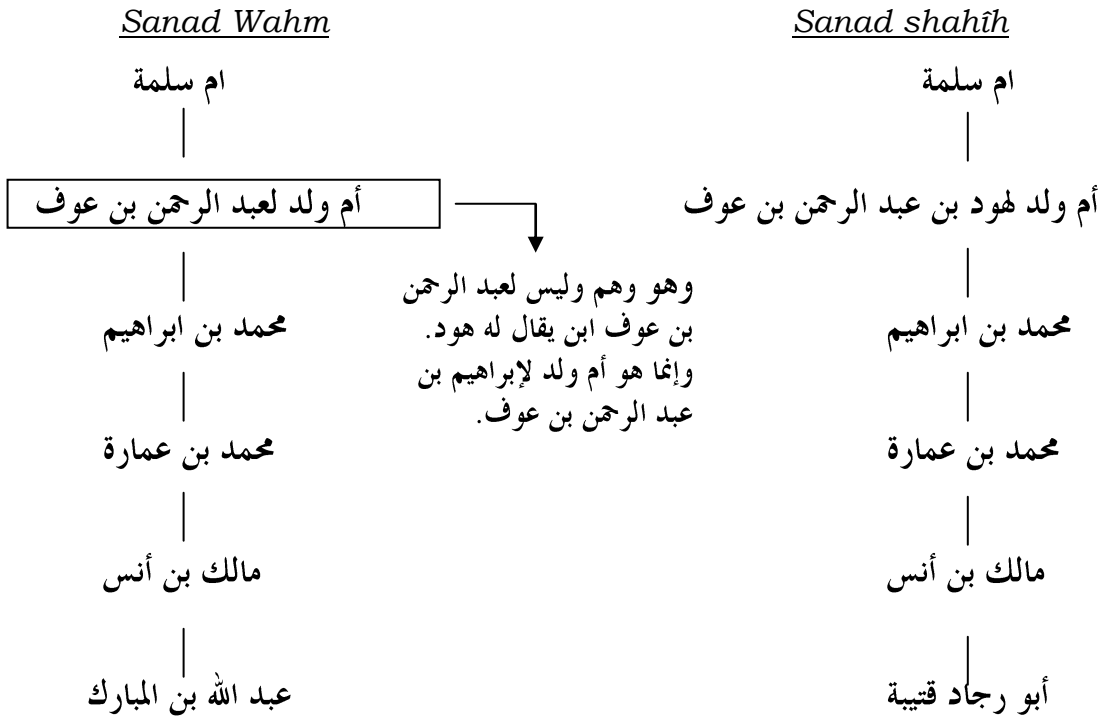 Sanad Wahm
ام سلمة
أم ولد لعبد الرحمن بن عوف
وهو وهم وليس لعبد الرحمن
بن عوف ابن يقال له هود.
وإنما هو أم ولد لإبراهيم بن
عبد الرحمن بن عوف.
محمد بن ابراهيم
محمد بن عمارة
مالك بن أنس
عبد الله بن المبارك
Sanad shahîh
ام سلمة
أم ولد لهود بن عبد الرحمن بن عوف
محمد بن ابراهيم
محمد بن عمارة
مالك بن أنس
أبو رجاد قتيبة